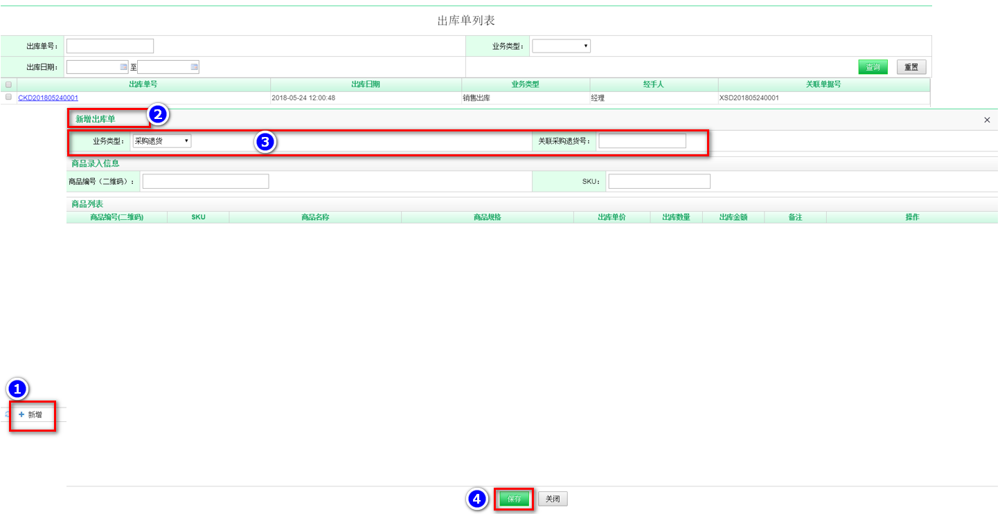 出库单列表
出库单号： 业务类型：
出库日期： 至 查询 重置
出库单号 出库日期 业务类型 经手人 关联单据号
CKD201805240001 2018-05-24 12:00:48 销售出库 经理 XSD201805240001
新增出库单 2 ×
业务类型： 采购退货 3 关联采购退货号：
商品录入信息
商品编号（二维码）： SKU：
商品列表
商品编号(二维码) SKU 商品名称 商品规格 出库单价 出库数量 出库金额 备注 操作
1
新增
4 保存 关闭